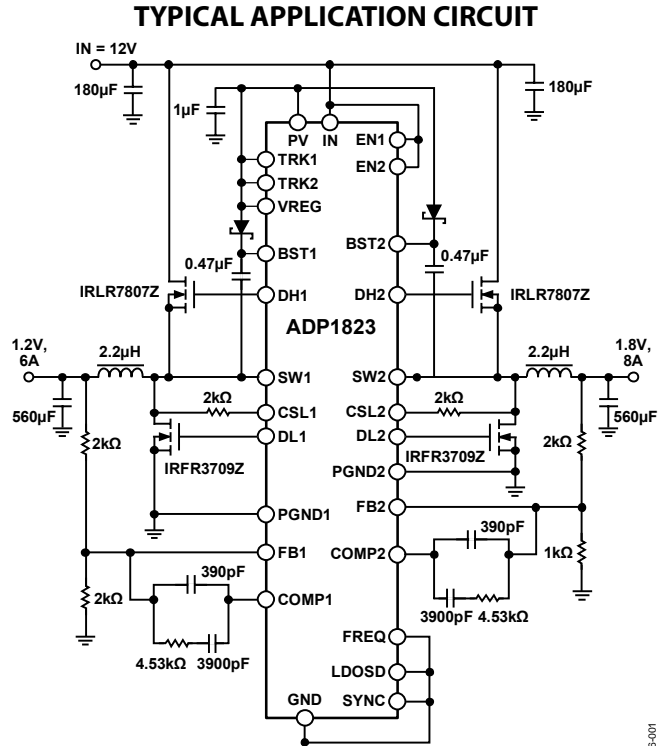 TYPICAL APPLICATION CIRCUIT
IN = 12V
180µF
1µF
180µF
PV
IN
EN1
EN2
TRK1
TRK2
VREG
BST1
BST2
0.47µF
0.47µF
IRLR7807Z
DH1
DH2
IRLR7807Z
ADP1823
1.2V,
6A
2.2µH
SW1
SW2
2.2µH
1.8V,
8A
560µF
2kΩ
CSL1
CSL2
2kΩ
560µF
2kΩ
DL1
DL2
2kΩ
IRFR3709Z
IRFR3709Z
PGND2
PGND1
FB2
FB1
390pF
COMP2
1kΩ
390pF
2kΩ
COMP1
3900pF
4.53kΩ
4.53kΩ
3900pF
FREQ
LDOSD
GND
SYNC
6-001